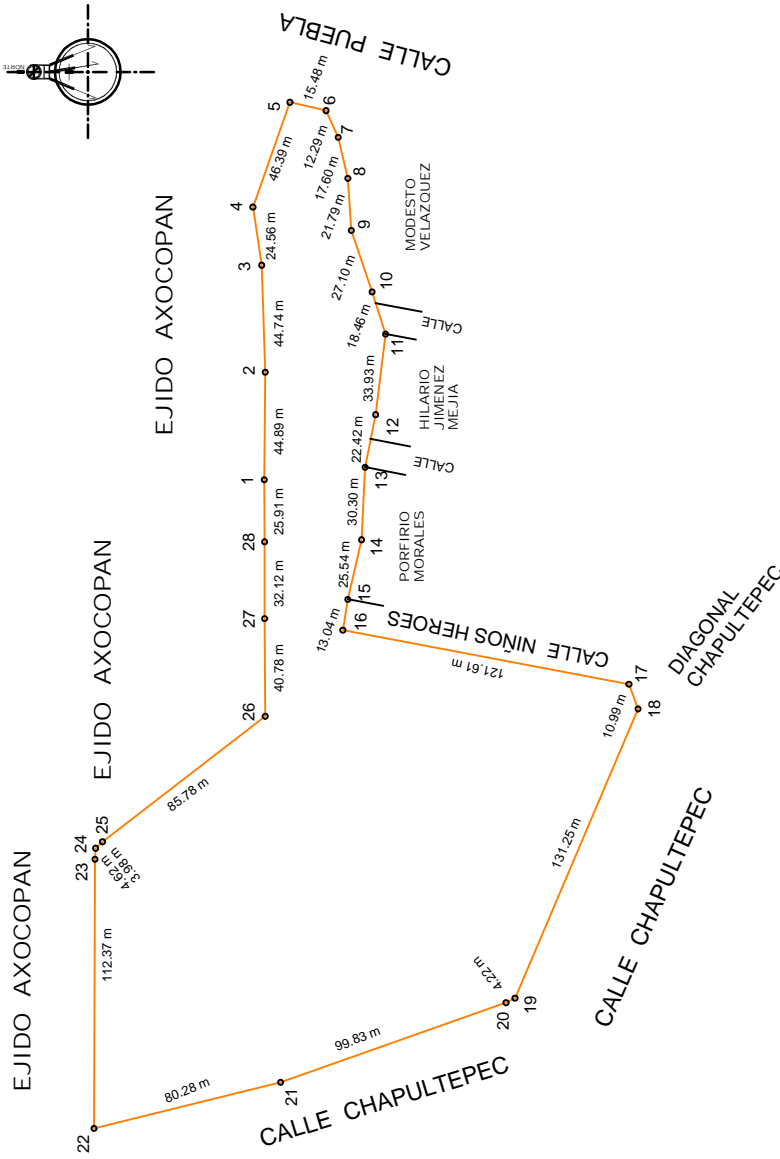 NORTE
CALLE PUEBLA
15.48 m
5
6
46.39 m
12.29 m
7
4
17.60 m
8
EJIDO AXOCOPAN
24.56 m
21.79 m
9
MODESTO
VELAZQUEZ
3
27.10 m
10
44.74 m
18.46 m
CALLE
11
2
33.93 m
HILARIO
JIMENEZ
MEJIA
12
44.89 m
22.42 m
CALLE
13
1
30.30 m
25.91 m
14
PORFIRIO
MORALES
28
EJIDO AXOCOPAN
32.12 m
25.54 m
15
27
13.04 m
16
CALLE NIÑOS HEROES
40.78 m
121.61 m
DIAGONAL
CHAPULTEPEC
17
26
10.99 m
18
85.78 m
25
24
23
3.98 m
4.62 m
EJIDO AXOCOPAN
112.37 m
131.25 m
CALLE CHAPULTEPEC
4.22 m
19
20
99.83 m
21
80.28 m
22
CALLE CHAPULTEPEC